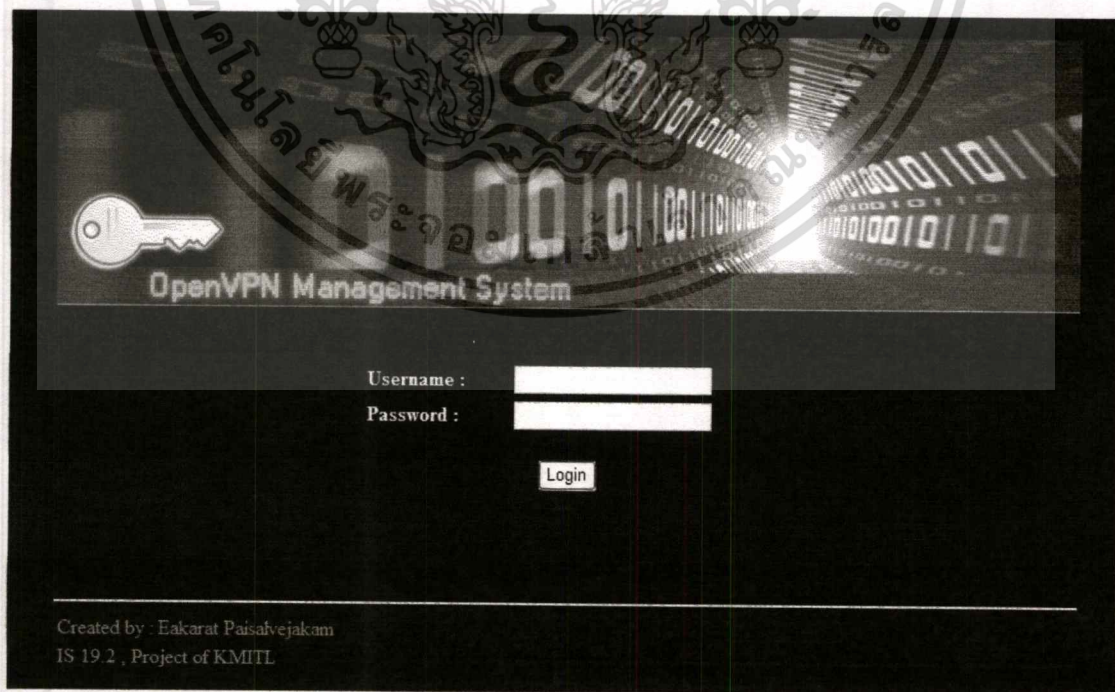 OpenVPN Management System
Username :
Password :
Login
Created by : Eakarat Paisalvejakam
IS 19.2 , Project of KMITL